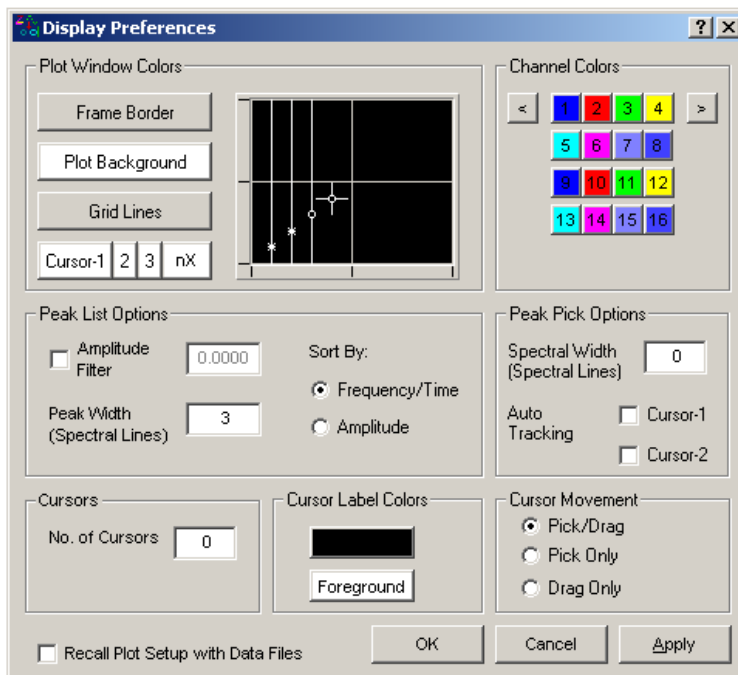 Display Preferences
?
Plot Window Colors
Frame Border
Plot Background
Grid Lines
Cursor-1 2 3 nX
Channel Colors
< 1 2 3 4 >
5 6 7 8
9 10 11 12
13 14 15 16
Peak List Options
Amplitude
Filter
0.0000
Peak Width
(Spectral Lines)
3
Sort By:
Frequency/Time
Amplitude
Peak Pick Options
Spectral Width
(Spectral Lines)
0
Auto
Tracking
Cursor-1
Cursor-2
Cursors
No. of Cursors 0
Cursor Label Colors
Foreground
Cursor Movement
Pick/Drag
Pick Only
Drag Only
Recall Plot Setup with Data Files
OK Cancel Apply